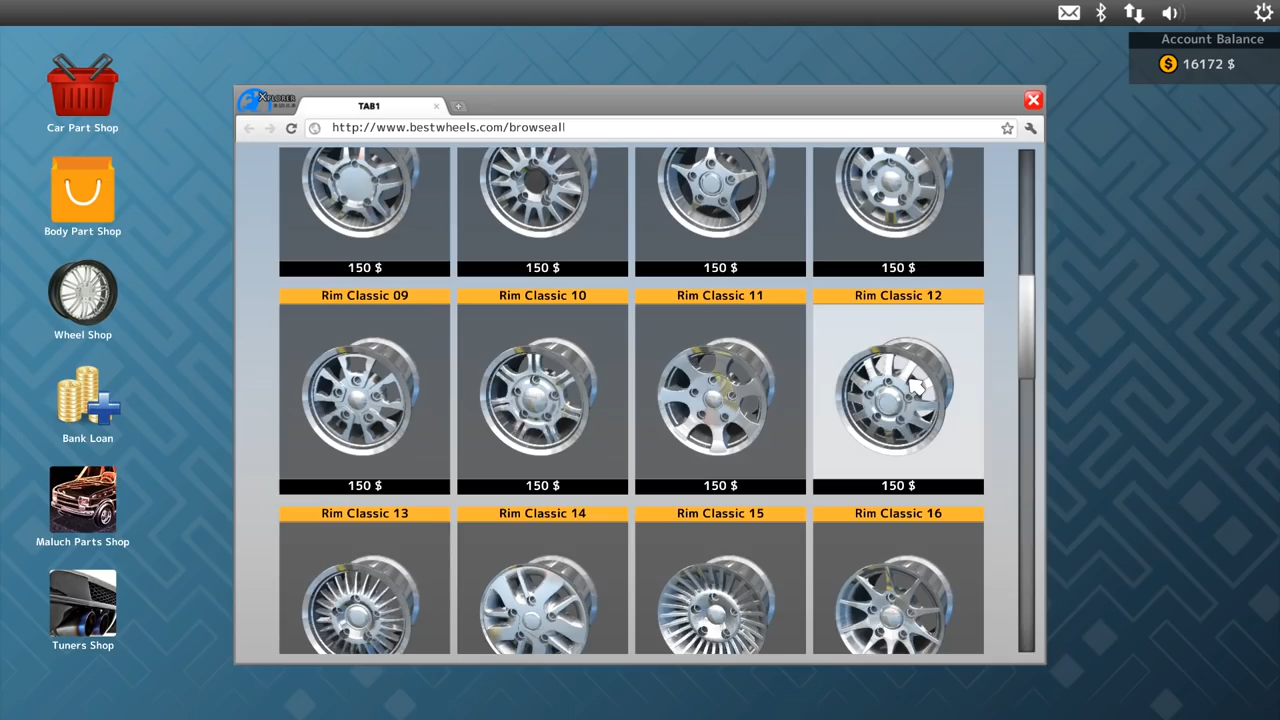 Account Balance
$ 16172 $
Car Part Shop
Body Part Shop
Wheel Shop
Bank Loan
Maluch Parts Shop
Tuners Shop
XPLORER
TAB1
http://www.bestwheels.com/browseall
150 $ 150 $ 150 $ 150 $
Rim Classic 09 Rim Classic 10 Rim Classic 11 Rim Classic 12
150 $ 150 $ 150 $ 150 $
Rim Classic 13 Rim Classic 14 Rim Classic 15 Rim Classic 16